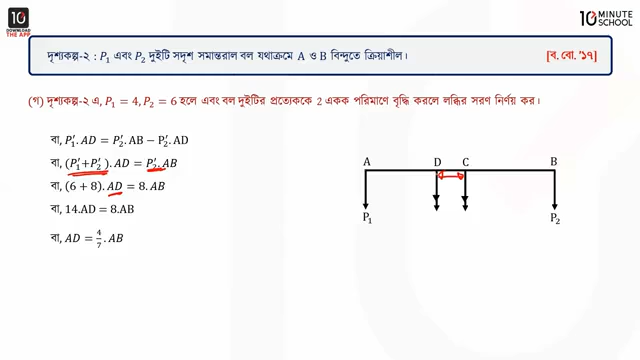 10
DOWNLOAD
THE APP
10 MINUTE
SCHOOL
দৃশ্যকল্প-২ : P₁ এবং P₂ দুইটি সদৃশ সমান্তরাল বল যথাক্রমে A ও B বিন্দুতে ক্রিয়াশীল।
[ব. বো. '১৭]
(গ) দৃশ্যকল্প-২ এ, P₁ = 4, P₂ = 6 হলে এবং বল দুইটির প্রত্যেককে 2 একক পরিমাণে বৃদ্ধি করলে লব্ধির সরণ নির্ণয় কর।
বা, P₁′. AD = P₂′. AB − P₂′. AD
বা, (P₁′+P₂′). AD = P₂′. AB
বা, (6 + 8). AD = 8. AB
বা, 14.AD = 8.AB
বা, AD = 4/7 . AB
A D C B
P₁ P₂